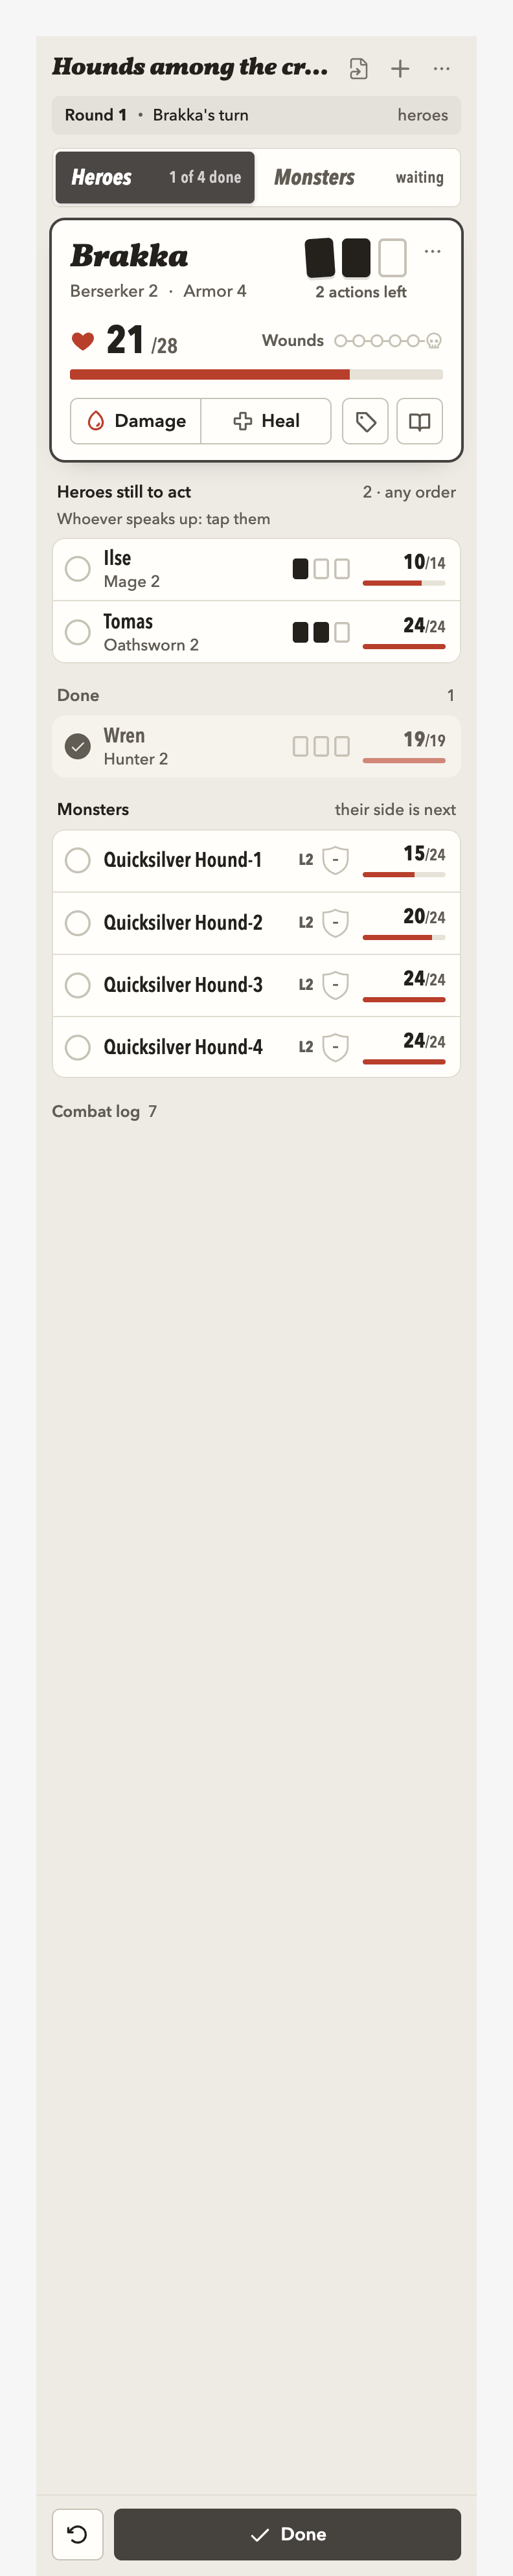 Hounds among the cr...
Round 1 • Brakka's turn heroes
Heroes 1 of 4 done Monsters waiting
Brakka
Berserker 2 · Armor 4 2 actions left
21 /28 Wounds
Damage Heal
Heroes still to act 2 · any order
Whoever speaks up: tap them
Ilse 10/14
Mage 2
Tomas 24/24
Oathsworn 2
Done 1
Wren 19/19
Hunter 2
Monsters their side is next
Quicksilver Hound-1 L2 - 15/24
Quicksilver Hound-2 L2 - 20/24
Quicksilver Hound-3 L2 - 24/24
Quicksilver Hound-4 L2 - 24/24
Combat log 7
Done